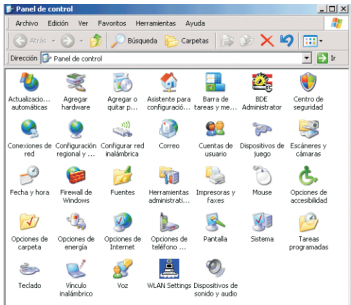 Panel de control
Archivo Edición Ver Favoritos Herramientas Ayuda
Atrás Búsqueda Carpetas
Dirección Panel de control Ir
Actualizacio... automáticas
Agregar hardware
Agregar o quitar p...
Asistente para configuració...
Barra de tareas y me...
BDE Administrator
Centro de seguridad
Conexiones de red
Configuración regional y ...
Configurar red inalámbrica
Correo
Cuentas de usuario
Dispositivos de juego
Escáneres y cámaras
Fecha y hora
Firewall de Windows
Fuentes
Herramientas administrati...
Impresoras y faxes
Mouse
Opciones de accesibilidad
Opciones de carpeta
Opciones de energía
Opciones de Internet
Opciones de teléfono ...
Pantalla
Sistema
Tareas programadas
Teclado
Vínculo inalámbrico
Voz
WLAN Settings
Dispositivos de sonido y audio